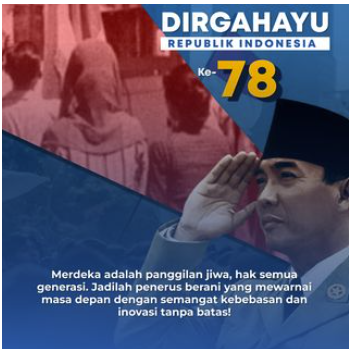 DIRGAHAYU
REPUBLIK INDONESIA
Ke-78
Merdeka adalah panggilan jiwa, hak semua
generasi. Jadilah penerus berani yang mewarnai
masa depan dengan semangat kebebasan dan
inovasi tanpa batas!